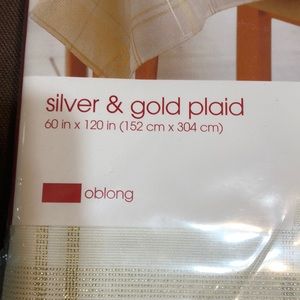 silver & gold plaid
60 in x 120 in (152 cm x 304 cm)
oblong